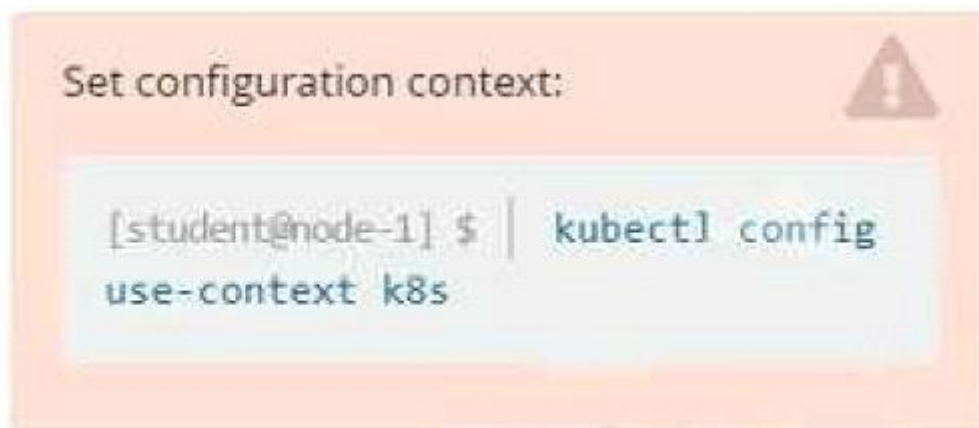 Set configuration context:
[student@node-1] $ | kubectl config
use-context k8s